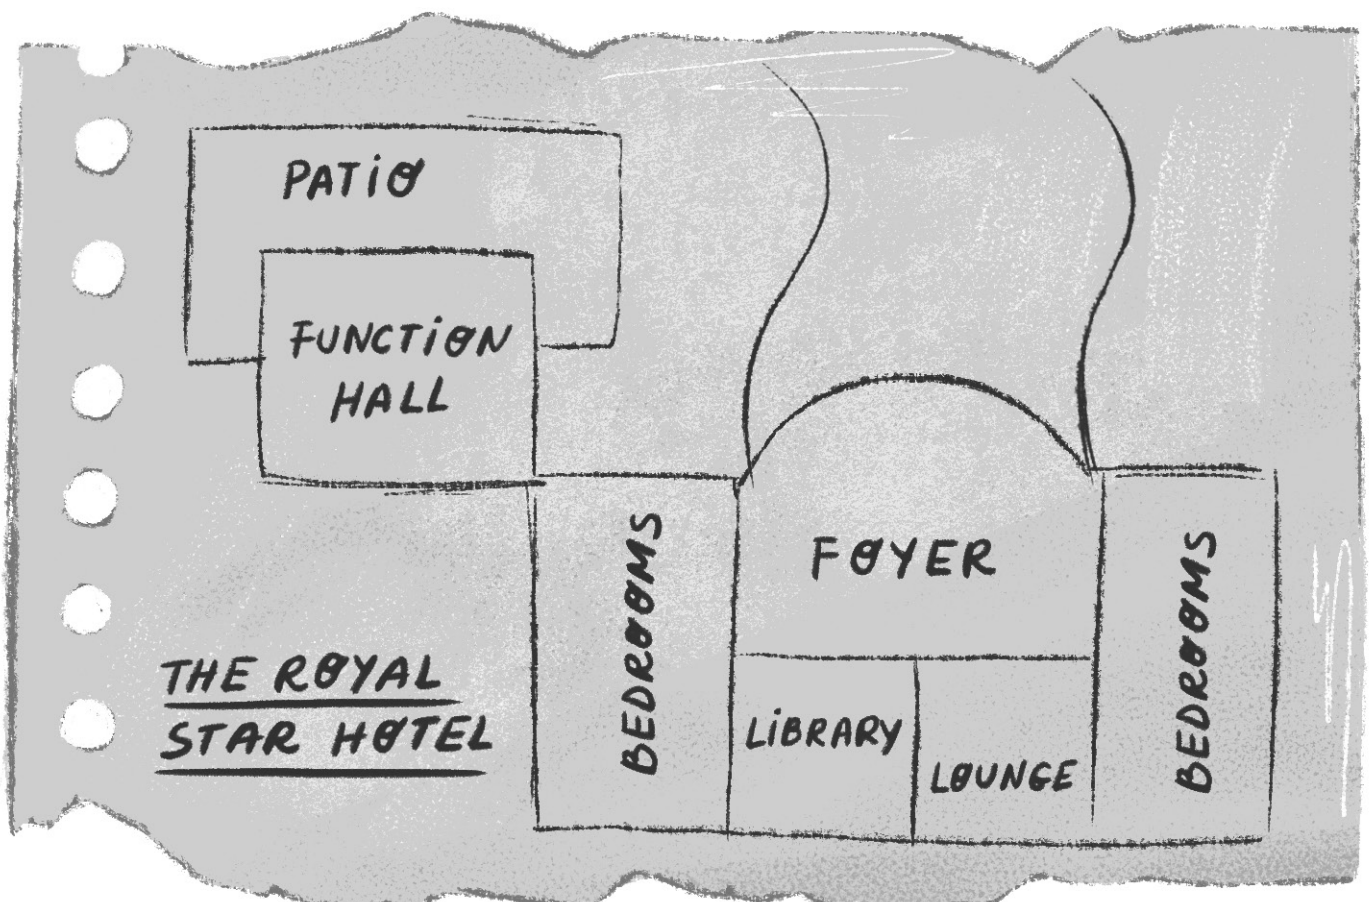 PATiO
FUNCTiON
HALL
BEDROOMS
FOYER
BEDROOMS
LiBRARY
LOUNGE
THE ROYAL
STAR HOTEL